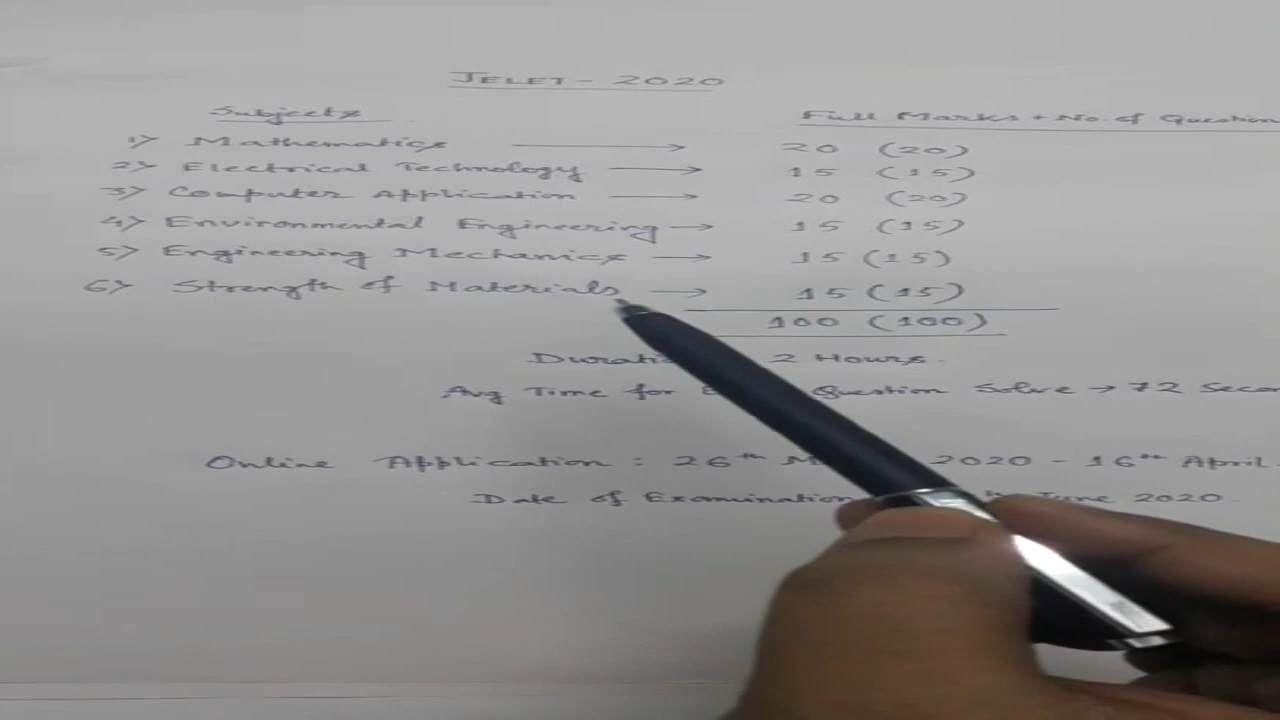 JELET - 2020
Subjects Full Marks + No. of Question
1) Mathematics → 20 (20)
2) Electrical Technology → 15 (15)
3) Computer Application → 20 (20)
4) Environmental Engineering → 15 (15)
5) Engineering Mechanics → 15 (15)
6) Strength of Materials → 15 (15)
100 (100)
2 Hours
Avg Time for Question Solve → 72
Online Application : 26th 2020 - 16th April
Date of Examination June 2020